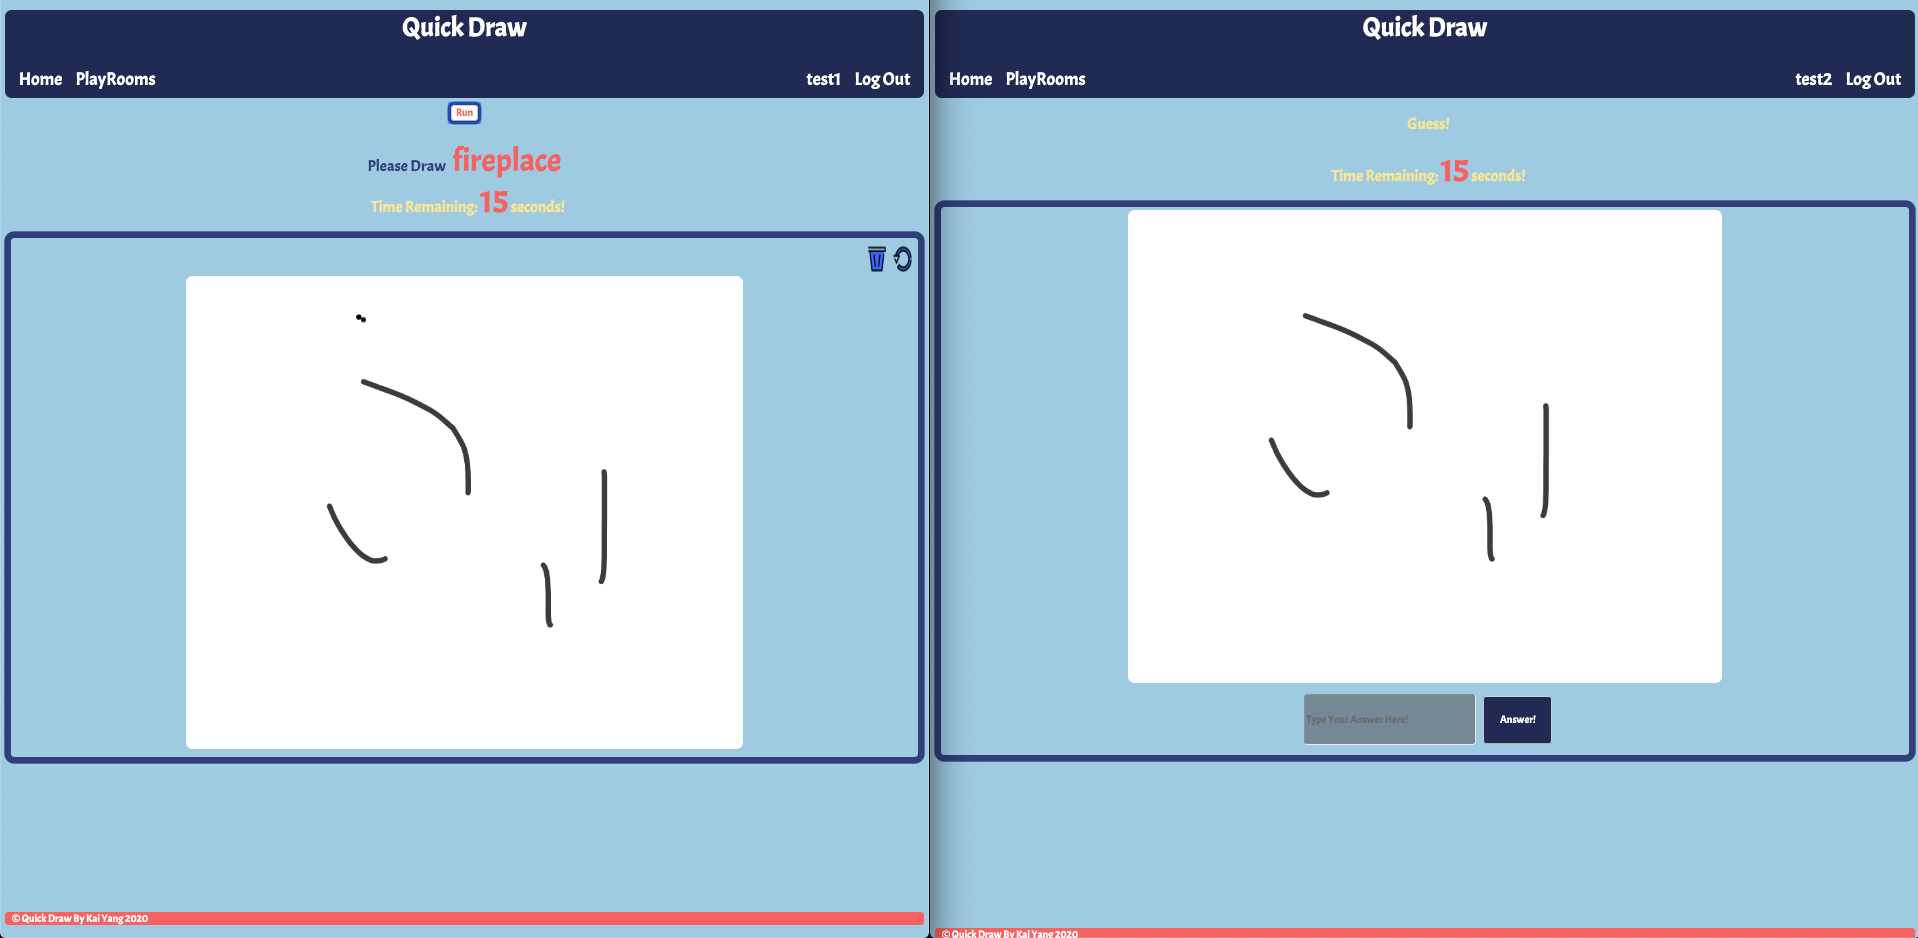 Quick Draw
Home PlayRooms test1 Log Out
Run
Please Draw fireplace
Time Remaining: 15 seconds!
© Quick Draw By Kai Yang 2020
Quick Draw
Home PlayRooms test2 Log Out
Guess!
Time Remaining: 15 seconds!
Type Your Answer Here! Answer!
© Quick Draw By Kai Yang 2020